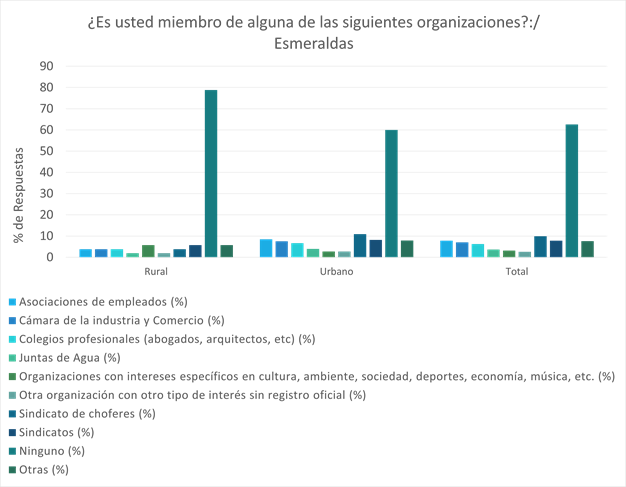 ¿Es usted miembro de alguna de las siguientes organizaciones?:/
Esmeraldas
90
80
70
60
50
40
30
20
10
0
% de Respuestas
Rural
Urbano
Total
Asociaciones de empleados (%)
Cámara de la industria y Comercio (%)
Colegios profesionales (abogados, arquitectos, etc) (%)
Juntas de Agua (%)
Organizaciones con intereses específicos en cultura, ambiente, sociedad, deportes, economía, música, etc. (%)
Otra organización con otro tipo de interés sin registro oficial (%)
Sindicato de choferes (%)
Sindicatos (%)
Ninguno (%)
Otras (%)